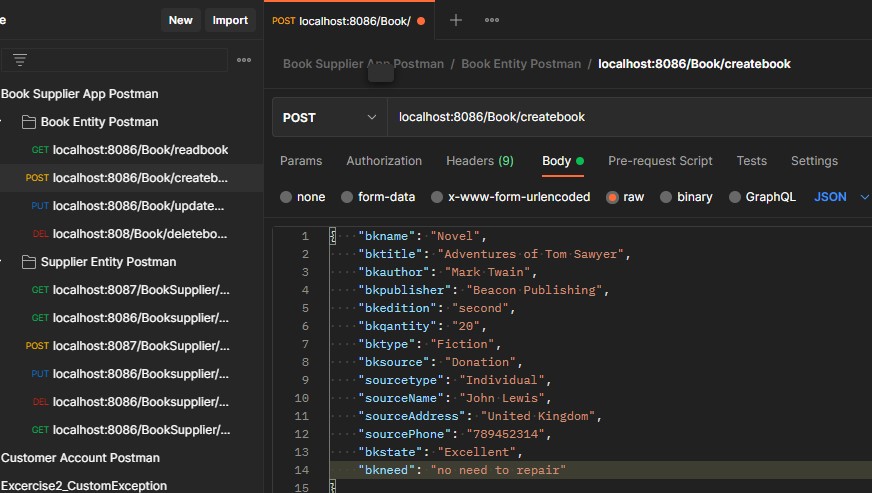 e
New
Import
POST localhost:8086/Book/
Book Supplier App Postman / Book Entity Postman / localhost:8086/Book/createbook
Book Supplier App Postman
Book Entity Postman
GET localhost:8086/Book/readbook
POST localhost:8086/Book/createb...
PUT localhost:8086/Book/update...
DEL localhost:808/Book/deletebo...
Supplier Entity Postman
GET localhost:8087/BookSupplier/...
GET localhost:8086/Booksupplier/...
POST localhost:8087/BookSupplier/...
PUT localhost:8086/Booksupplier/...
DEL localhost:8086/Booksupplier/...
GET localhost:8086/BookSupplier/...
Customer Account Postman
Excercise2_CustomException
POST
localhost:8086/Book/createbook
Params Authorization Headers (9) Body Pre-request Script Tests Settings
none form-data x-www-form-urlencoded raw binary GraphQL JSON
1 {   "bkname": "Novel",
2 "bktitle": "Adventures of Tom Sawyer",
3 "bkauthor": "Mark Twain",
4 "bkpublisher": "Beacon Publishing",
5 "bkedition": "second",
6 "bkqantity": "20",
7 "bktype": "Fiction",
8 "bksource": "Donation",
9 "sourcetype": "Individual",
10 "sourceName": "John Lewis",
11 "sourceAddress": "United Kingdom",
12 "sourcePhone": "789452314",
13 "bkstate": "Excellent",
14 "bkneed": "no need to repair"
15 }